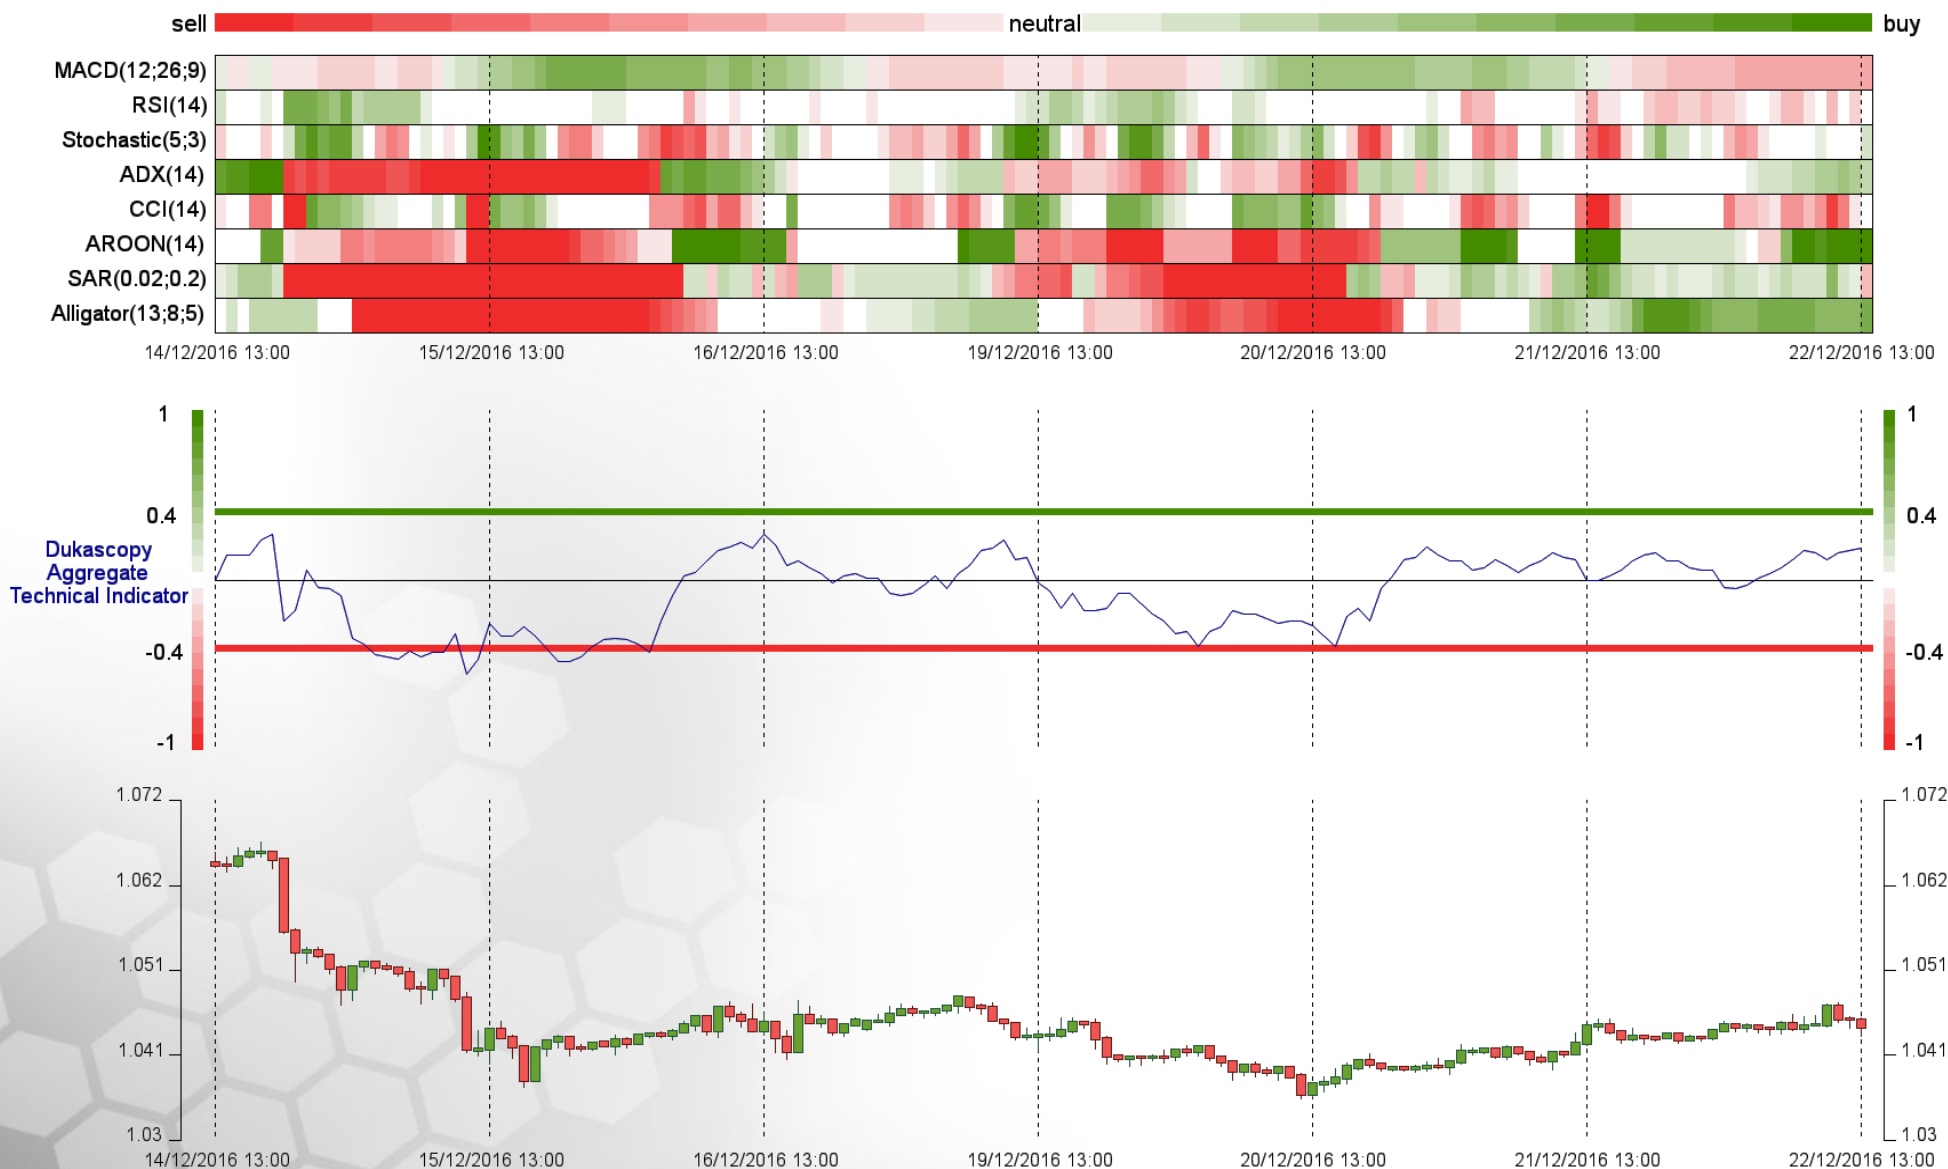 sell neutral buy
MACD(12;26;9)
RSI(14)
Stochastic(5;3)
ADX(14)
CCI(14)
AROON(14)
SAR(0.02;0.2)
Alligator(13;8;5)
14/12/2016 13:00 15/12/2016 13:00 16/12/2016 13:00 19/12/2016 13:00 20/12/2016 13:00 21/12/2016 13:00 22/12/2016 13:00
1 1
0.4 0.4
Dukascopy
Aggregate
Technical Indicator
-0.4 -0.4
-1 -1
1.072 1.072
1.062 1.062
1.051 1.051
1.041 1.041
1.03 1.03
14/12/2016 13:00 15/12/2016 13:00 16/12/2016 13:00 19/12/2016 13:00 20/12/2016 13:00 21/12/2016 13:00 22/12/2016 13:00